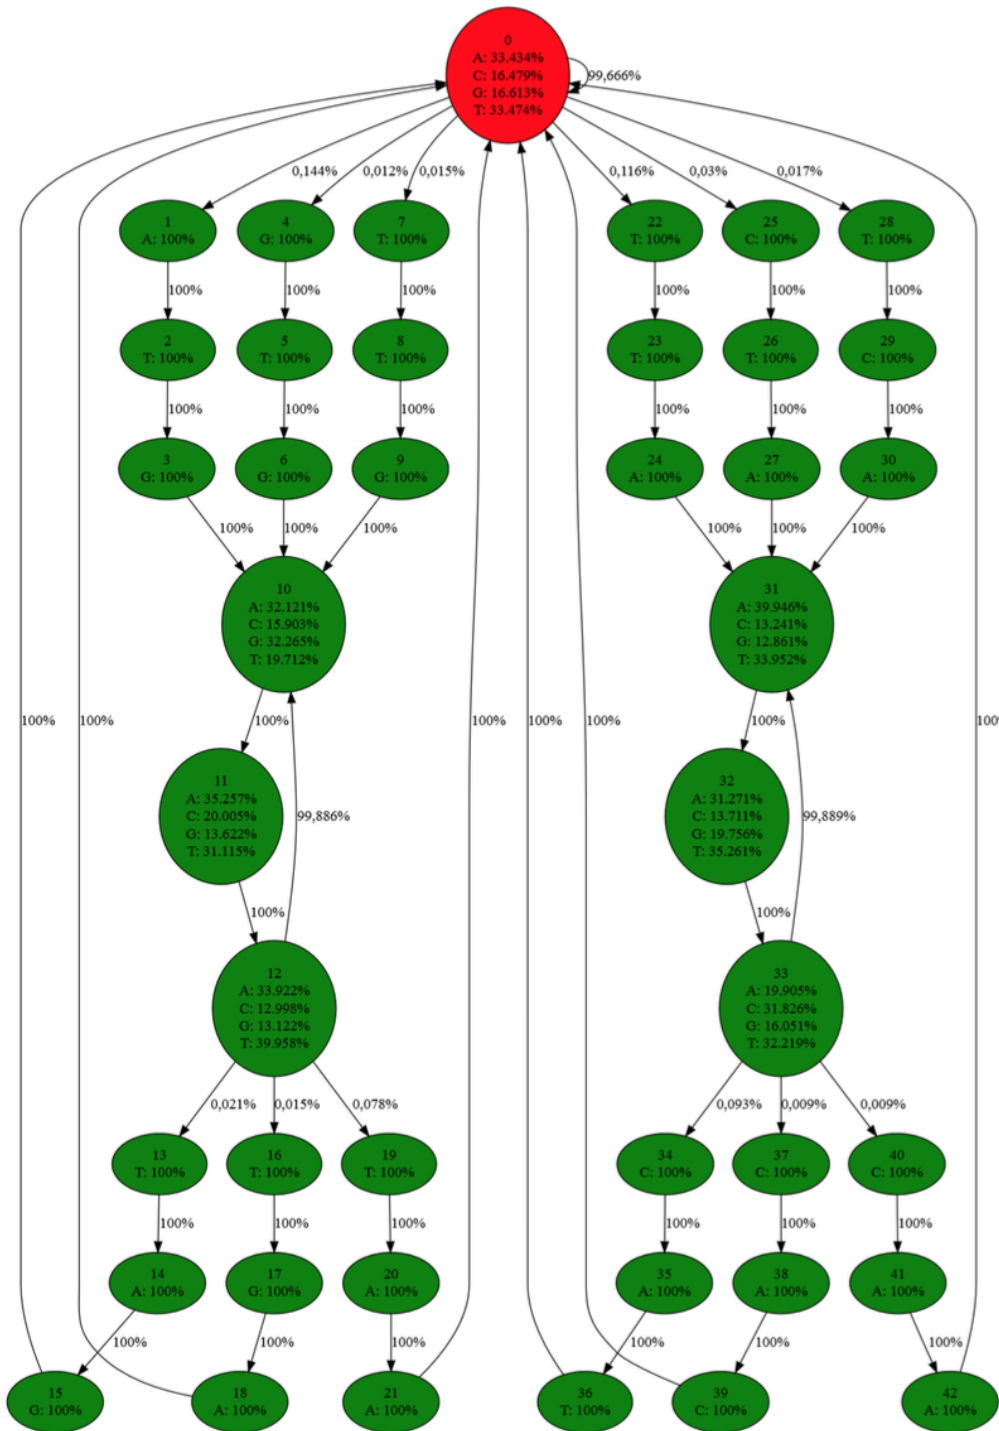 0
A: 33.434%
C: 16.479%
G: 16.613%
T: 33.474%
99,666%
0,144%
0,012%
0,015%
0,116%
0,03%
0,017%
1
A: 100%
4
G: 100%
7
T: 100%
22
T: 100%
25
C: 100%
28
T: 100%
100%
100%
100%
100%
100%
100%
2
T: 100%
5
T: 100%
8
T: 100%
23
T: 100%
26
T: 100%
29
C: 100%
100%
100%
100%
100%
100%
100%
3
G: 100%
6
G: 100%
9
G: 100%
24
A: 100%
27
A: 100%
30
A: 100%
100%
100%
100%
100%
100%
100%
10
A: 32.121%
C: 15.903%
G: 32.265%
T: 19.712%
31
A: 39.946%
C: 13.241%
G: 12.861%
T: 33.952%
100%
100%
100%
100%
100%
100%
100%
100%
11
A: 35.257%
C: 20.005%
G: 13.622%
T: 31.115%
99,886%
32
A: 31.271%
C: 13.711%
G: 19.756%
T: 35.261%
99,889%
100%
100%
12
A: 33.922%
C: 12.998%
G: 13.122%
T: 39.958%
33
A: 19.905%
C: 31.826%
G: 16.051%
T: 32.219%
0,021%
0,015%
0,078%
0,093%
0,009%
0,009%
13
T: 100%
16
T: 100%
19
T: 100%
34
C: 100%
37
C: 100%
40
C: 100%
100%
100%
100%
100%
100%
100%
14
A: 100%
17
G: 100%
20
A: 100%
35
A: 100%
38
A: 100%
41
A: 100%
100%
100%
100%
100%
100%
100%
15
G: 100%
18
A: 100%
21
A: 100%
36
T: 100%
39
C: 100%
42
A: 100%